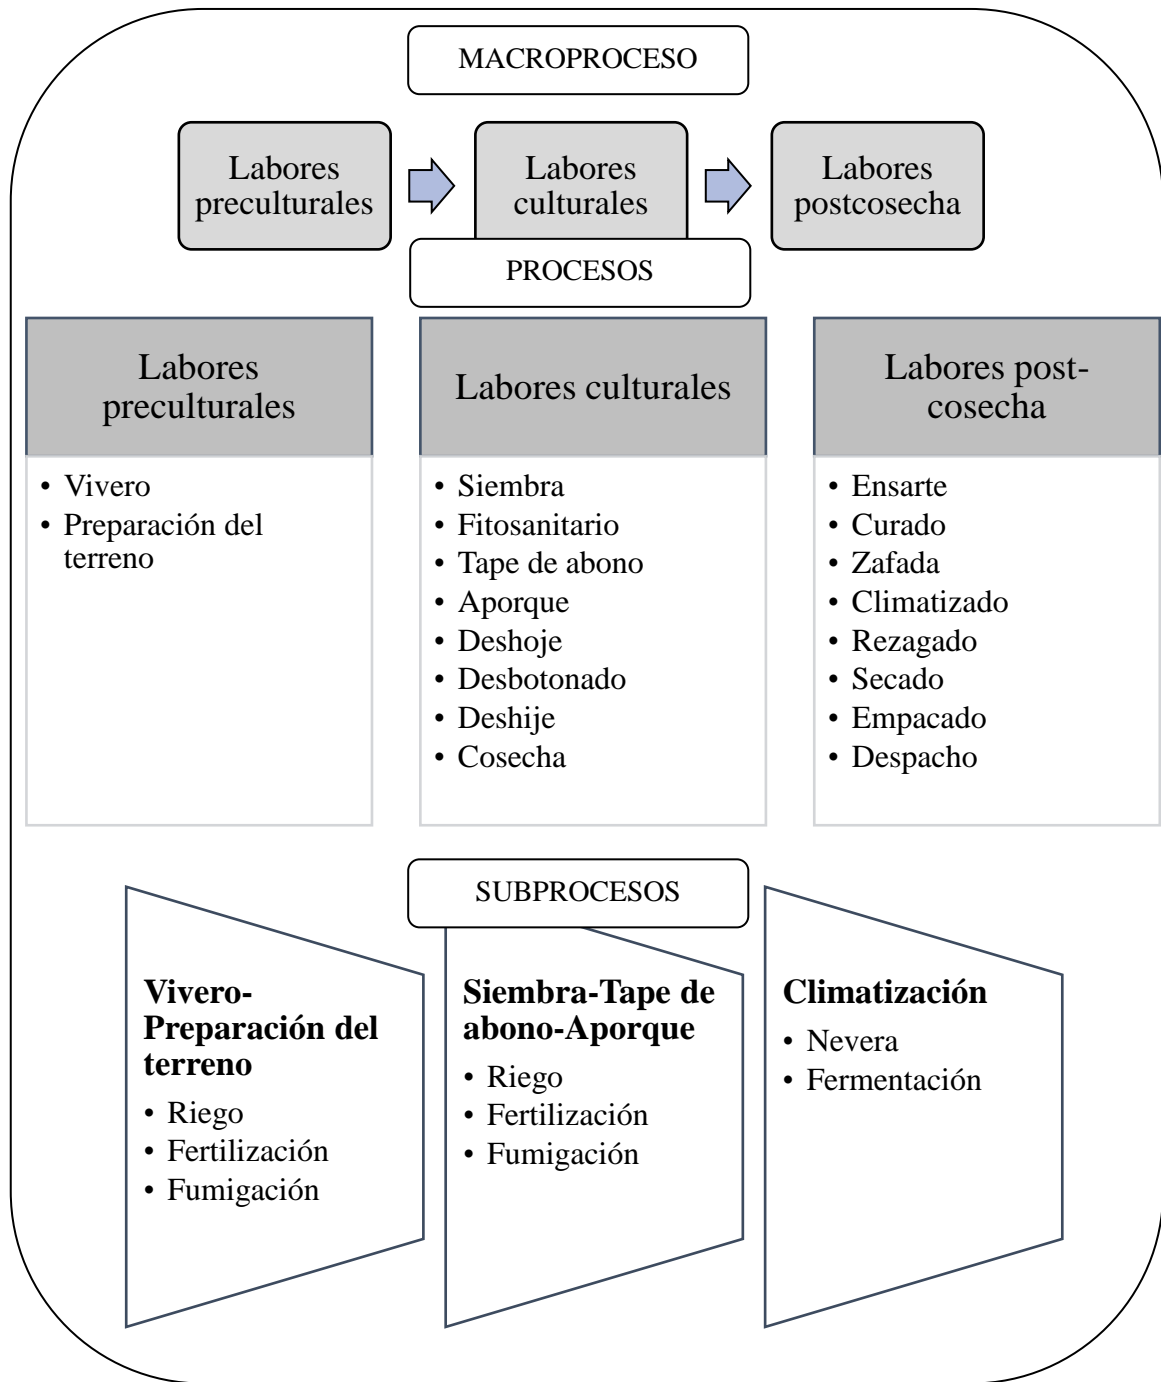 MACROPROCESO
Labores
preculturales
Labores
culturales
Labores
postcosecha
PROCESOS
Labores
preculturales
• Vivero
• Preparación del
terreno
Labores culturales
• Siembra
• Fitosanitario
• Tape de abono
• Aporque
• Deshoje
• Desbotonado
• Deshije
• Cosecha
Labores post-
cosecha
• Ensarte
• Curado
• Zafada
• Climatizado
• Rezagado
• Secado
• Empacado
• Despacho
SUBPROCESOS
Vivero-
Preparación del
terreno
• Riego
• Fertilización
• Fumigación
Siembra-Tape de
abono-Aporque
• Riego
• Fertilización
• Fumigación
Climatización
• Nevera
• Fermentación